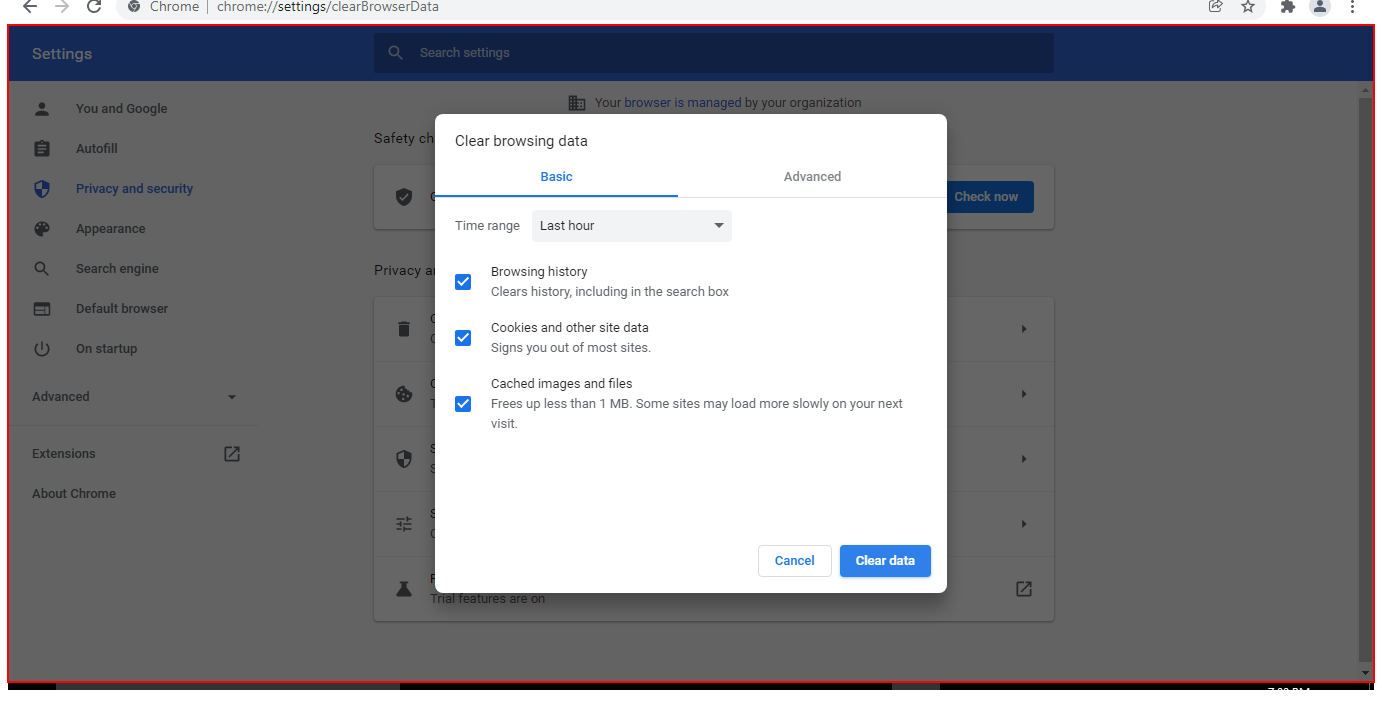 Chrome | chrome://settings/clearBrowserData
Settings
Search settings
You and Google
Autofill
Privacy and security
Appearance
Search engine
Default browser
On startup
Advanced
Extensions
About Chrome
Your browser is managed by your organization
Safety ch
Check now
Privacy a
Trial features are on
Clear browsing data
Basic
Advanced
Time range
Last hour
Browsing history
Clears history, including in the search box
Cookies and other site data
Signs you out of most sites.
Cached images and files
Frees up less than 1 MB. Some sites may load more slowly on your next
visit.
Cancel
Clear data